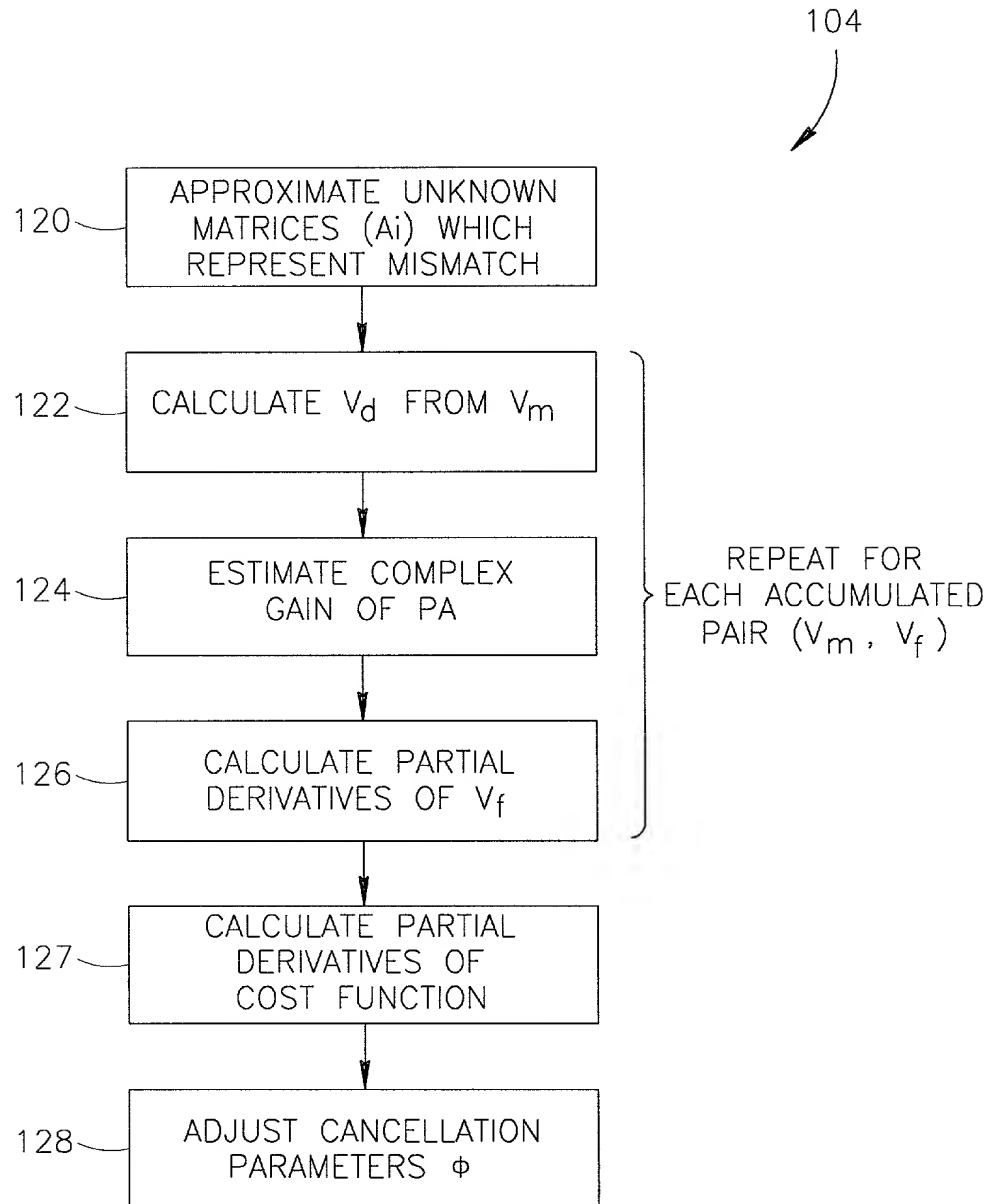 104
120
APPROXIMATE UNKNOWN
MATRICES (Ai) WHICH
REPRESENT MISMATCH
122
CALCULATE Vd FROM Vm
124
ESTIMATE COMPLEX
GAIN OF PA
REPEAT FOR
EACH ACCUMULATED
PAIR (Vm, Vf)
126
CALCULATE PARTIAL
DERIVATIVES OF Vf
127
CALCULATE PARTIAL
DERIVATIVES OF
COST FUNCTION
128
ADJUST CANCELLATION
PARAMETERS ϕ